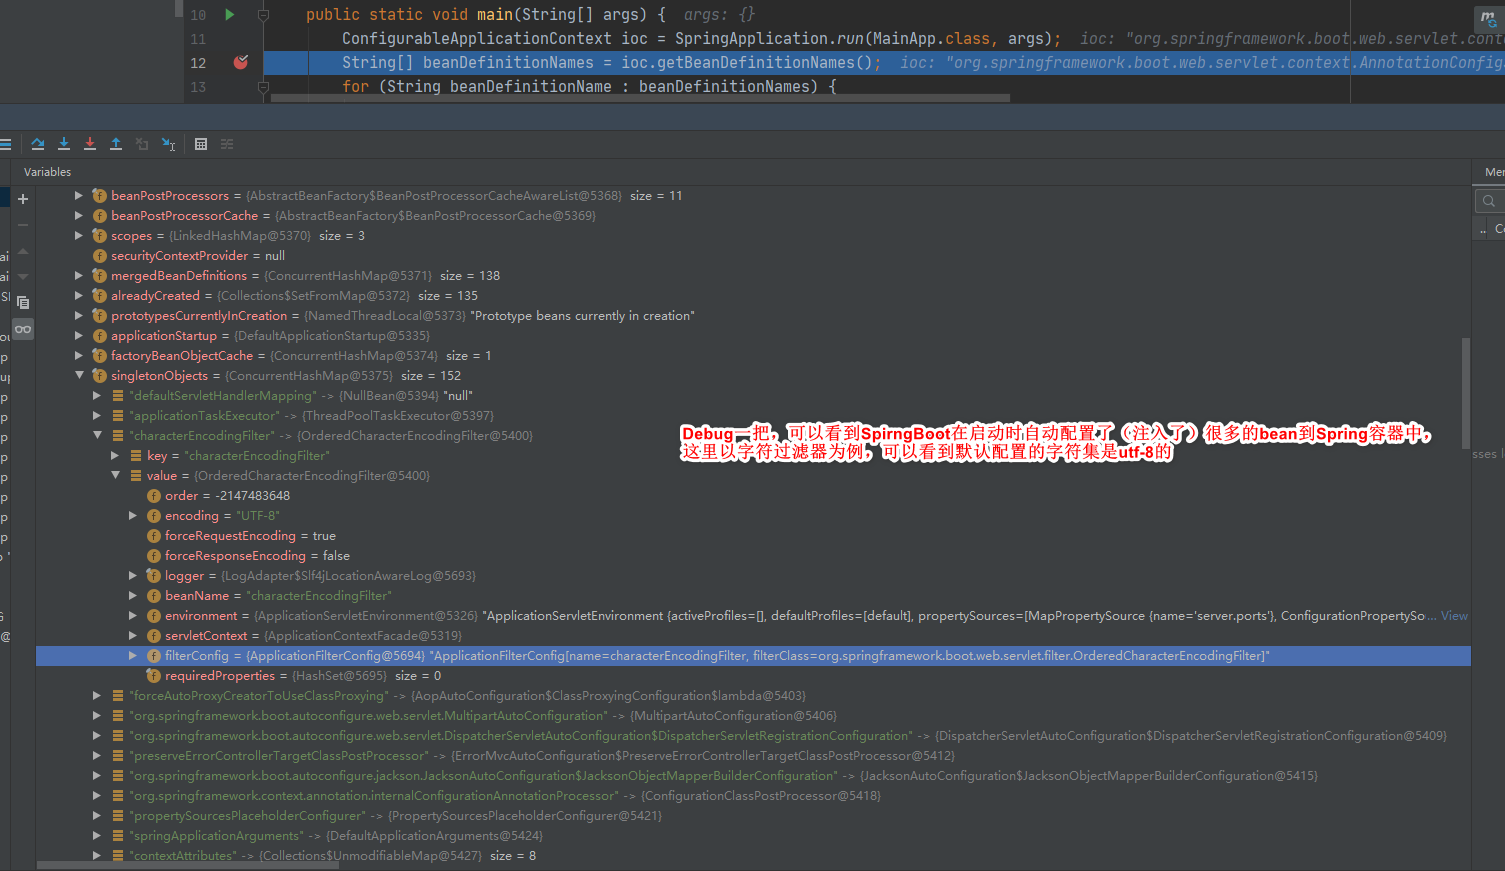 10 public static void main(String[] args) { args: {}
11 ConfigurableApplicationContext ioc = SpringApplication.run(MainApp.class, args); ioc: "org.springframework.boot.web.servlet.conte
12 String[] beanDefinitionNames = ioc.getBeanDefinitionNames(); ioc: "org.springframework.boot.web.servlet.context.AnnotationConfigS
13 for (String beanDefinitionName : beanDefinitionNames) {
Variables
beanPostProcessors = {AbstractBeanFactory$BeanPostProcessorCacheAwareList@5368} size = 11
beanPostProcessorCache = {AbstractBeanFactory$BeanPostProcessorCache@5369}
scopes = {LinkedHashMap@5370} size = 3
securityContextProvider = null
mergedBeanDefinitions = {ConcurrentHashMap@5371} size = 138
alreadyCreated = {Collections$SetFromMap@5372} size = 135
prototypesCurrentlyInCreation = {NamedThreadLocal@5373} "Prototype beans currently in creation"
applicationStartup = {DefaultApplicationStartup@5335}
factoryBeanObjectCache = {ConcurrentHashMap@5374} size = 1
singletonObjects = {ConcurrentHashMap@5375} size = 152
"defaultServletHandlerMapping" -> {NullBean@5394} "null"
"applicationTaskExecutor" -> {ThreadPoolTaskExecutor@5397}
"characterEncodingFilter" -> {OrderedCharacterEncodingFilter@5400}
Debug一把，可以看到SpirngBoot在启动时自动配置了（注入了）很多的bean到Spring容器中，
这里以字符过滤器为例，可以看到默认配置的字符集是utf-8的
key = "characterEncodingFilter"
value = {OrderedCharacterEncodingFilter@5400}
order = -2147483648
encoding = "UTF-8"
forceRequestEncoding = true
forceResponseEncoding = false
logger = {LogAdapter$Slf4jLocationAwareLog@5693}
beanName = "characterEncodingFilter"
environment = {ApplicationServletEnvironment@5326} "ApplicationServletEnvironment {activeProfiles=[], defaultProfiles=[default], propertySources=[MapPropertySource {name='server.ports'}, ConfigurationPropertySo ... View
servletContext = {ApplicationContextFacade@5319}
filterConfig = {ApplicationFilterConfig@5694} "ApplicationFilterConfig[name=characterEncodingFilter, filterClass=org.springframework.boot.web.servlet.filter.OrderedCharacterEncodingFilter]"
requiredProperties = {HashSet@5695} size = 0
"forceAutoProxyCreatorToUseClassProxying" -> {AopAutoConfiguration$ClassProxyingConfiguration$lambda@5403}
"org.springframework.boot.autoconfigure.web.servlet.MultipartAutoConfiguration" -> {MultipartAutoConfiguration@5406}
"org.springframework.boot.autoconfigure.web.servlet.DispatcherServletAutoConfiguration$DispatcherServletRegistrationConfiguration" -> {DispatcherServletAutoConfiguration$DispatcherServletRegistrationConfiguration@5409}
"preserveErrorControllerTargetClassPostProcessor" -> {ErrorMvcAutoConfiguration$PreserveErrorControllerTargetClassPostProcessor@5412}
"org.springframework.boot.autoconfigure.jackson.JacksonAutoConfiguration$JacksonObjectMapperBuilderConfiguration" -> {JacksonAutoConfiguration$JacksonObjectMapperBuilderConfiguration@5415}
"org.springframework.context.annotation.internalConfigurationAnnotationProcessor" -> {ConfigurationClassPostProcessor@5418}
"propertySourcesPlaceholderConfigurer" -> {PropertySourcesPlaceholderConfigurer@5421}
"springApplicationArguments" -> {DefaultApplicationArguments@5424}
"contextAttributes" -> {Collections$UnmodifiableMap@5427} size = 8